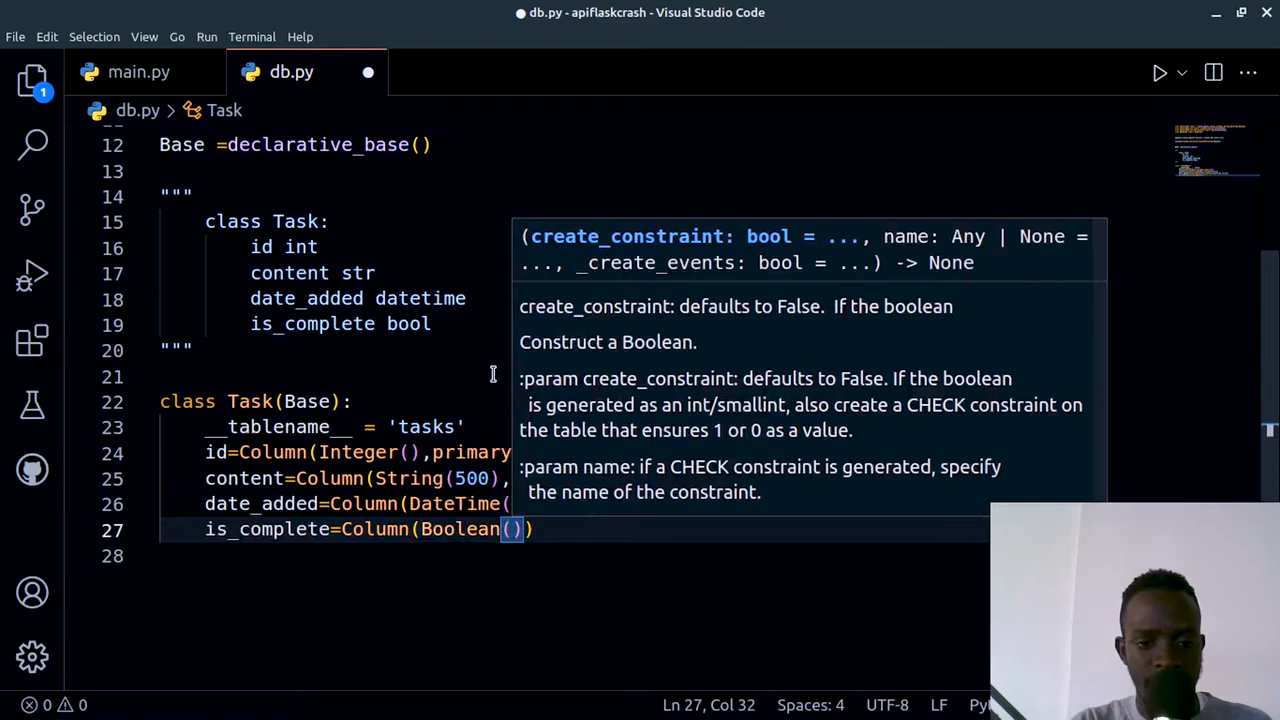 db.py - apiflaskcrash - Visual Studio Code
File Edit Selection View Go Run Terminal Help
main.py db.py
db.py > Task
12 Base =declarative_base()
13
14 """
15 class Task:
16 id int
17 content str
18 date_added datetime
19 is_complete bool
20 """
21
22 class Task(Base):
23 __tablename__ = 'tasks'
24 id=Column(Integer(),primary
25 content=Column(String(500),
26 date_added=Column(DateTime(
27 is_complete=Column(Boolean())
28
(create_constraint: bool = ..., name: Any | None =
..., _create_events: bool = ...) -> None
create_constraint: defaults to False. If the boolean
Construct a Boolean.
:param create_constraint: defaults to False. If the boolean
is generated as an int/smallint, also create a CHECK constraint on
the table that ensures 1 or 0 as a value.
:param name: if a CHECK constraint is generated, specify
the name of the constraint.
1
0 0 Ln 27, Col 32 Spaces: 4 UTF-8 LF